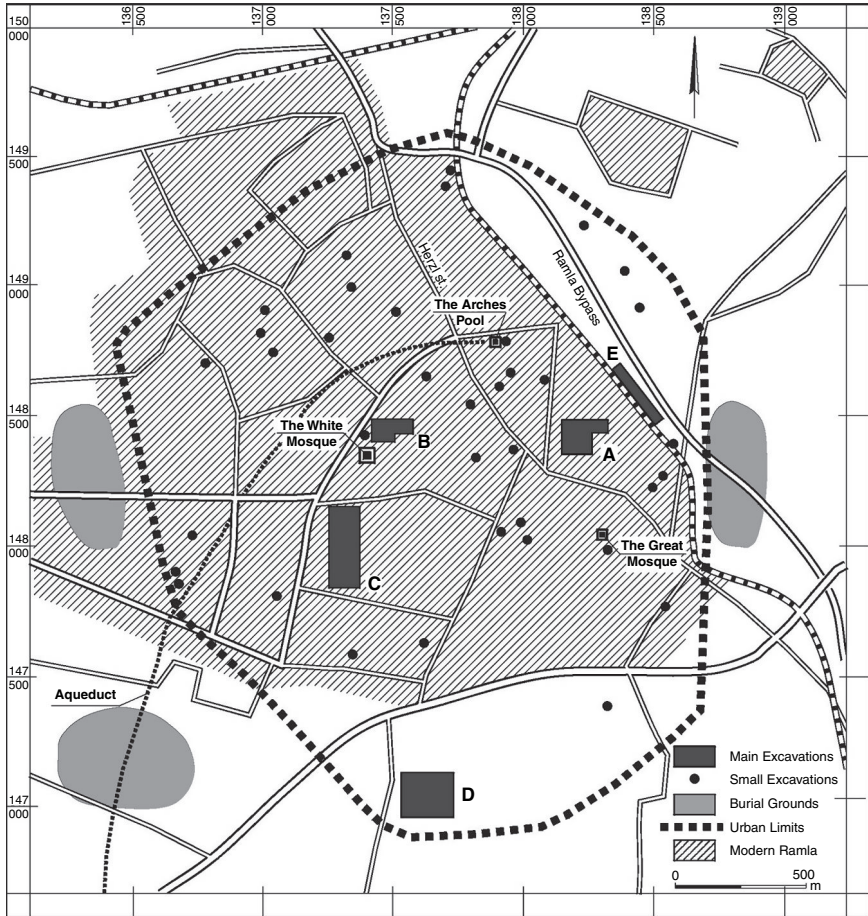 150
000
136
500
137
000
137
500
138
000
138
500
139
000
149
500
149
000
148
500
148
000
147
500
147
000
Herzl st.
Ramla Bypass
The Arches
Pool
E
The White
Mosque
B
A
The Great
Mosque
C
Aqueduct
D
Main Excavations
Small Excavations
Burial Grounds
Urban Limits
Modern Ramla
0 500
m